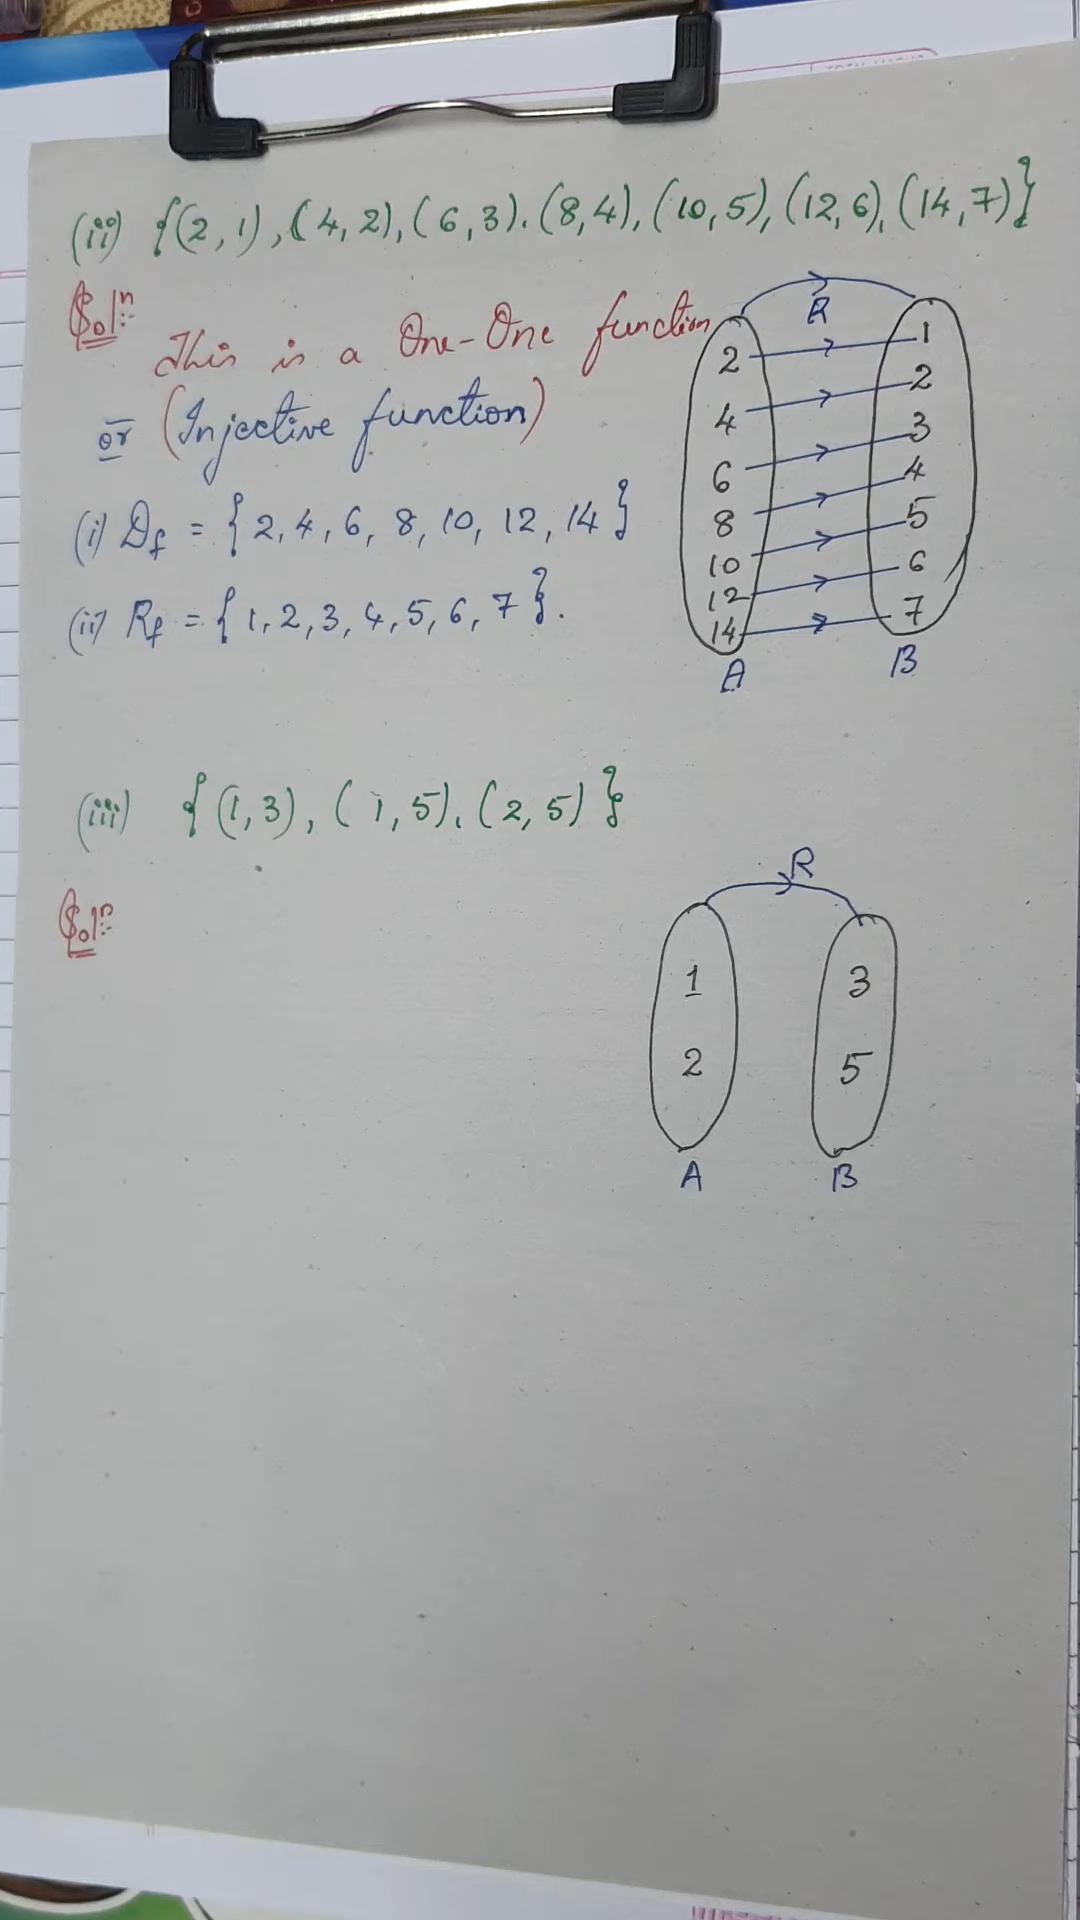 (ii) {(2,1), (4,2), (6,3). (8,4), (10,5), (12,6), (14,7)}
Solⁿ:-
This is a One-One function
or (Injective function)
(i) Df = {2, 4, 6, 8, 10, 12, 14}
(ii) Rf = {1, 2, 3, 4, 5, 6, 7}.
R
2 1
4 2
6 3
8 4
10 5
12 6
14 7
A B
(iii) {(1,3), (1,5), (2,5)}
Solⁿ:-
R
1 3
2 5
A B